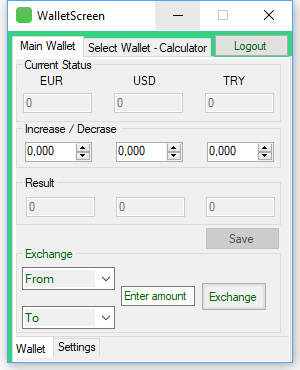 WalletScreen
Main Wallet Select Wallet - Calculator Logout
Current Status
EUR USD TRY
0 0 0
Increase / Decrase
0,000 0,000 0,000
Result
0 0 0
Save
Exchange
From
Enter amount Exchange
To
Wallet Settings